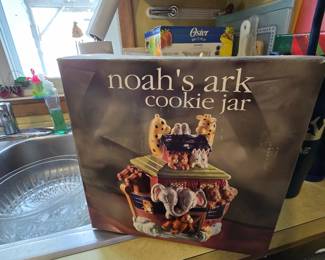 Oster
noah's ark
cookie jar